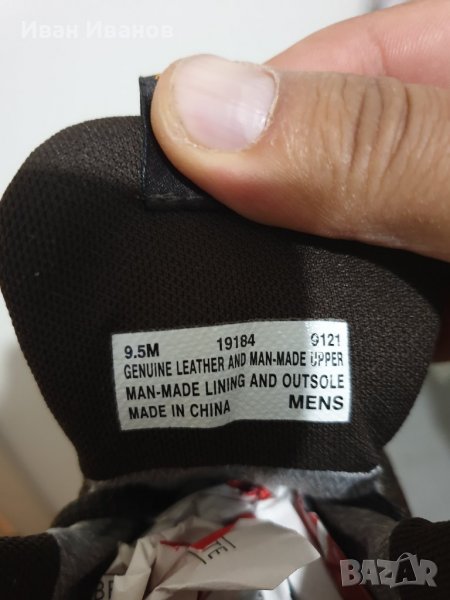 Иван Иванов
9.5M 19184 9121
GENUINE LEATHER AND MAN-MADE UPPER
MAN-MADE LINING AND OUTSOLE
MADE IN CHINA MENS
BAZAR